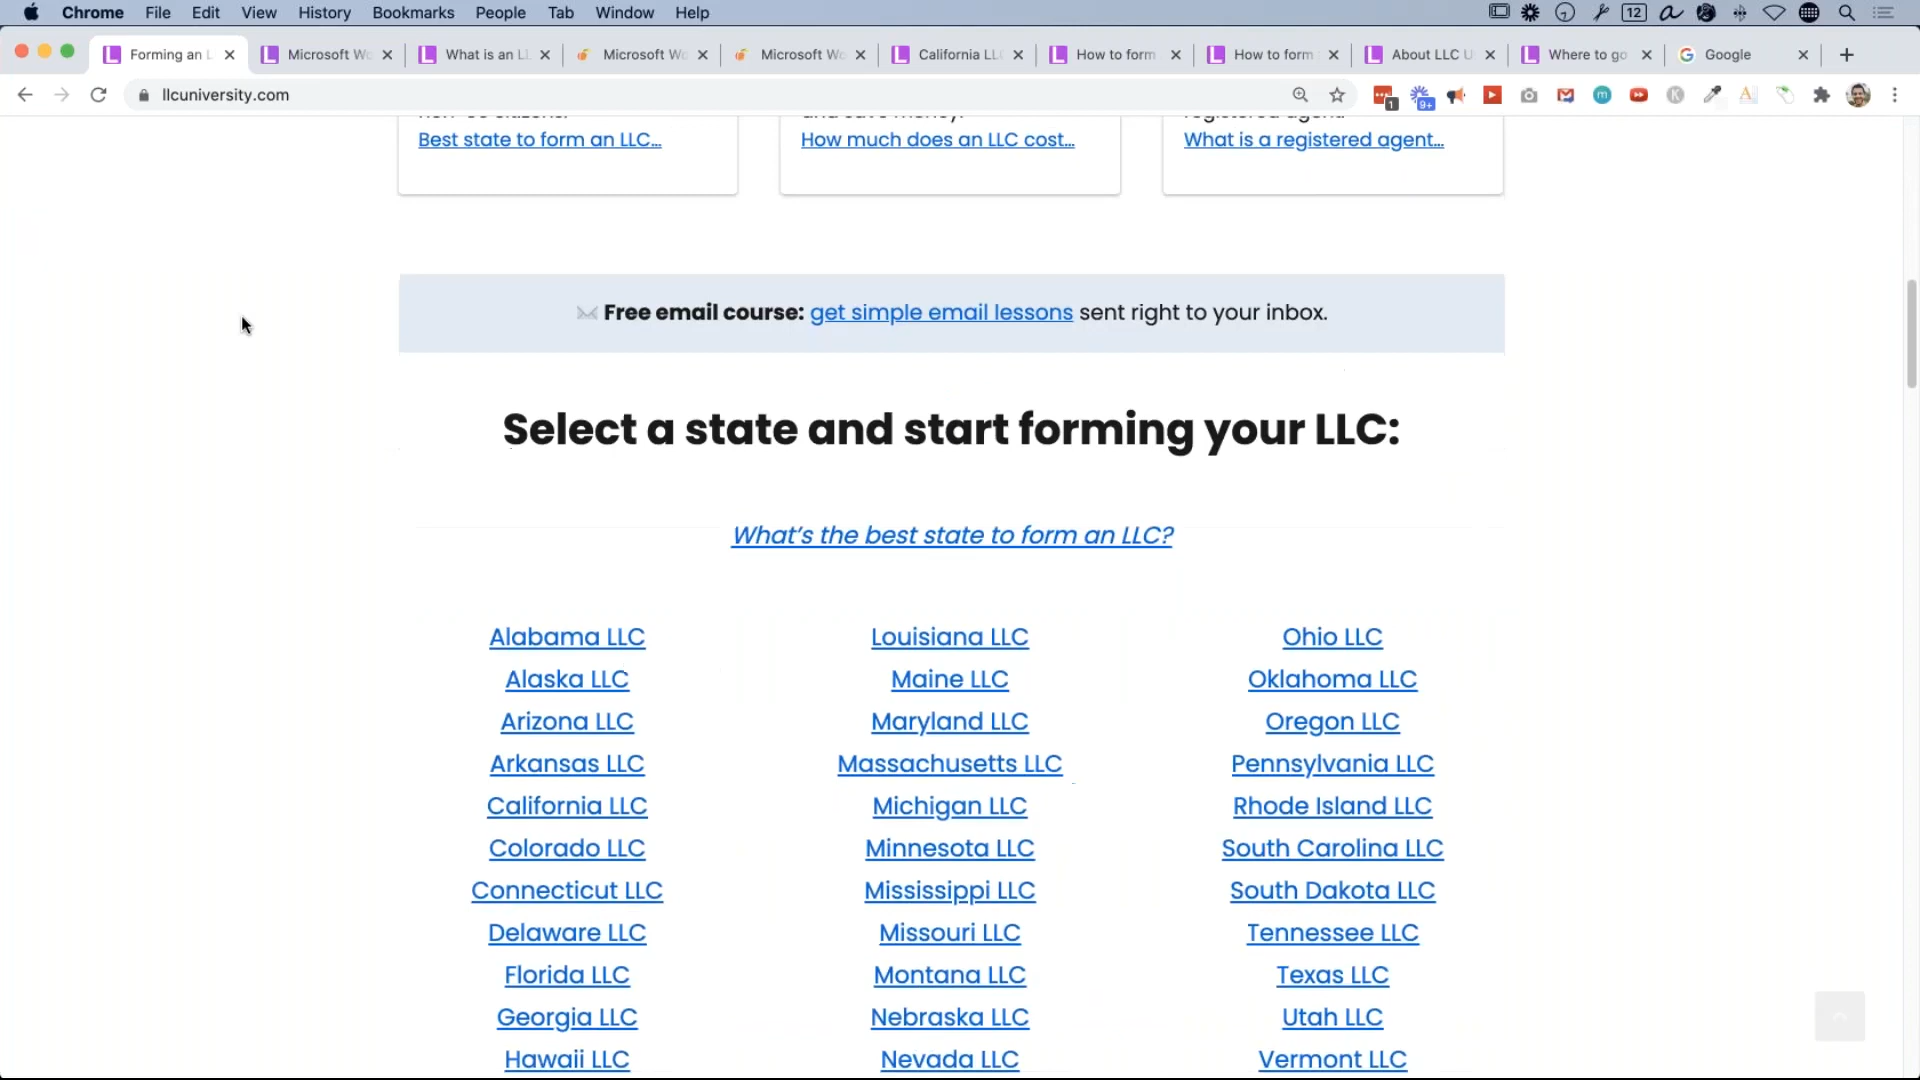 Chrome File Edit View History Bookmarks People Tab Window Help 12
Forming an L Microsoft Wo What is an LL Microsoft Wo Microsoft Wo California LLC How to form How to form About LLC U Where to go Google
llcuniversity.com 1 9+
Best state to form an LLC... How much does an LLC cost... What is a registered agent...
Free email course: get simple email lessons sent right to your inbox.
Select a state and start forming your LLC:
What's the best state to form an LLC?
Alabama LLC Louisiana LLC Ohio LLC
Alaska LLC Maine LLC Oklahoma LLC
Arizona LLC Maryland LLC Oregon LLC
Arkansas LLC Massachusetts LLC Pennsylvania LLC
California LLC Michigan LLC Rhode Island LLC
Colorado LLC Minnesota LLC South Carolina LLC
Connecticut LLC Mississippi LLC South Dakota LLC
Delaware LLC Missouri LLC Tennessee LLC
Florida LLC Montana LLC Texas LLC
Georgia LLC Nebraska LLC Utah LLC
Hawaii LLC Nevada LLC Vermont LLC